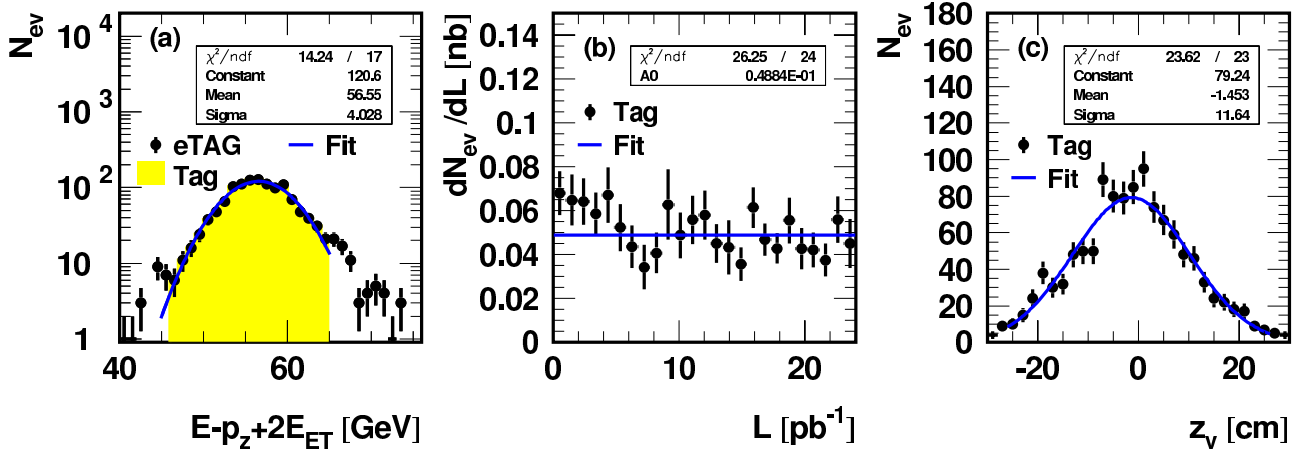 (a)
N_ev
10^4
10^3
10^2
10
1
χ²/ndf 14.24 / 17
Constant 120.6
Mean 56.55
Sigma 4.028
eTAG Fit
Tag
40 60
E-p_z+2E_ET [GeV]
(b)
dN_ev/dL [nb]
0.14
0.12
0.1
0.08
0.06
0.04
0.02
0
χ²/ndf 26.25 / 24
A0 0.4884E-01
Tag
Fit
0 10 20
L [pb^-1]
(c)
N_ev
180
160
140
120
100
80
60
40
20
0
χ²/ndf 23.62 / 23
Constant 79.24
Mean -1.453
Sigma 11.64
Tag
Fit
-20 0 20
z_v [cm]